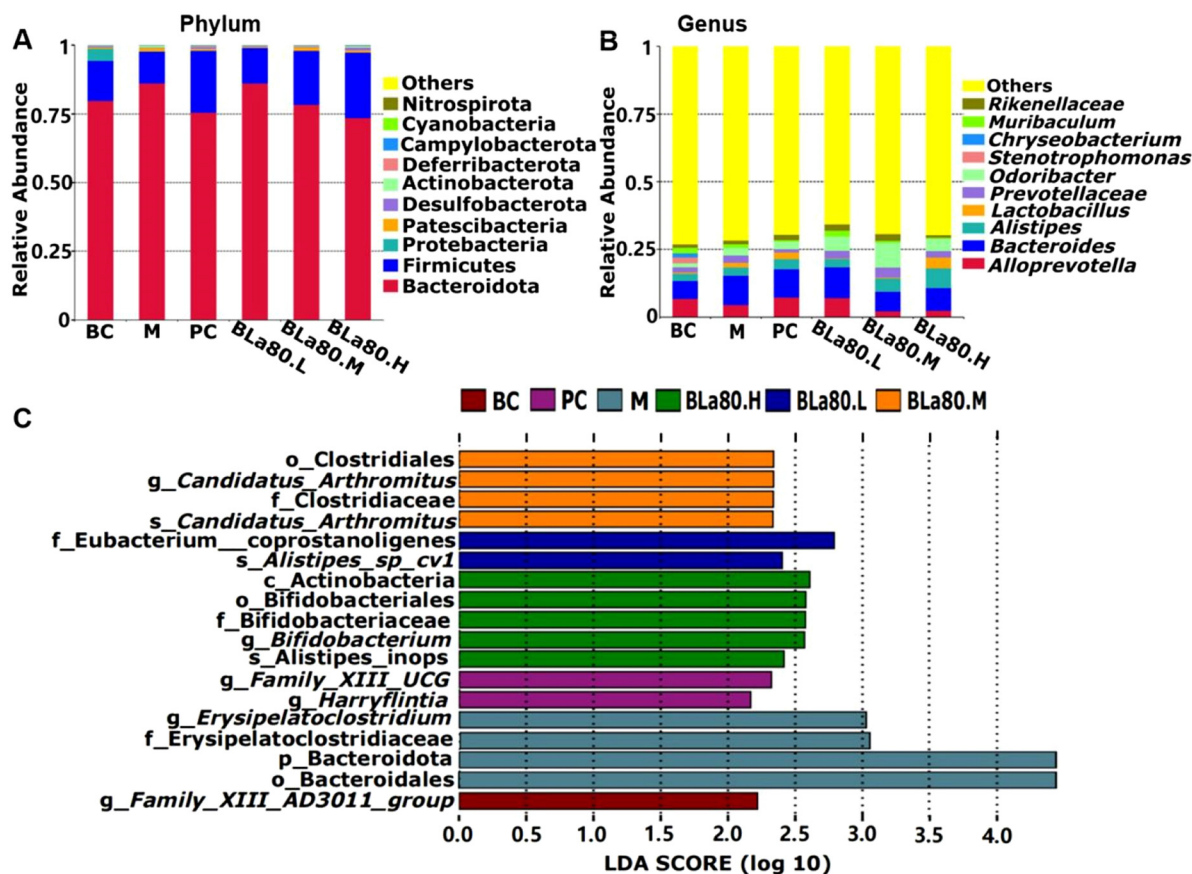 A
Phylum
Relative Abundance
1
0.75
0.50
0.25
0
BC
M
PC
BLa80.L
BLa80.M
BLa80.H
Others
Nitrospirota
Cyanobacteria
Campylobacterota
Deferribacterota
Actinobacterota
Desulfobacterota
Patescibacteria
Protebacteria
Firmicutes
Bacteroidota
B
Genus
Relative Abundance
1
0.75
0.5
0.25
0
BC
M
PC
BLa80.L
BLa80.M
BLa80.H
Others
Rikenellaceae
Muribaculum
Chryseobacterium
Stenotrophomonas
Odoribacter
Prevotellaceae
Lactobacillus
Alistipes
Bacteroides
Alloprevotella
C
BC PC M BLa80.H BLa80.L BLa80.M
o_Clostridiales
g_Candidatus_Arthromitus
f_Clostridiaceae
s_Candidatus_Arthromitus
f_Eubacterium__coprostanoligenes
s_Alistipes_sp_cv1
c_Actinobacteria
o_Bifidobacteriales
f_Bifidobacteriaceae
g_Bifidobacterium
s_Alistipes_inops
g_Family_XIII_UCG
g_Harryflintia
g_Erysipelatoclostridium
f_Erysipelatoclostridiaceae
p_Bacteroidota
o_Bacteroidales
g_Family_XIII_AD3011_group
0.0 0.5 1.0 1.5 2.0 2.5 3.0 3.5 4.0
LDA SCORE (log 10)